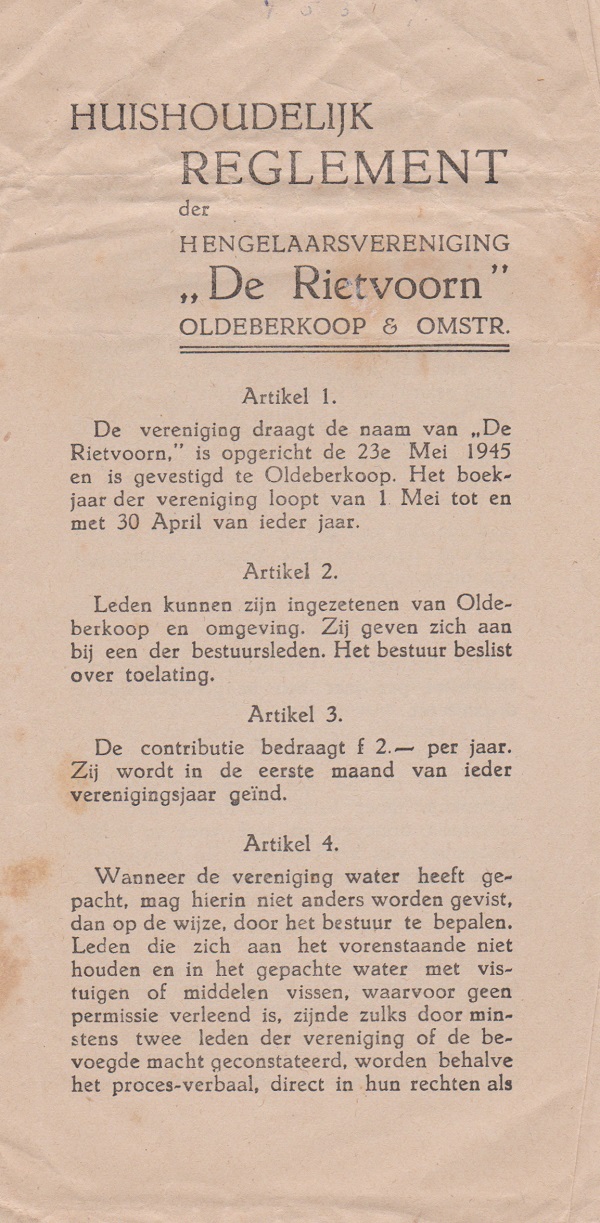 HUISHOUDELIJK
REGLEMENT
der
HENGELAARSVERENIGING
„De Rietvoorn”
OLDEBERKOOP & OMSTR.
Artikel 1.
De vereniging draagt de naam van „De
Rietvoorn,” is opgericht de 23e Mei 1945
en is gevestigd te Oldeberkoop. Het boek-
jaar der vereniging loopt van 1 Mei tot en
met 30 April van ieder jaar.
Artikel 2.
Leden kunnen zijn ingezetenen van Olde-
berkoop en omgeving. Zij geven zich aan
bij een der bestuursleden. Het bestuur beslist
over toelating.
Artikel 3.
De contributie bedraagt f 2.— per jaar.
Zij wordt in de eerste maand van ieder
verenigingsjaar geïnd.
Artikel 4.
Wanneer de vereniging water heeft ge-
pacht, mag hierin niet anders worden gevist,
dan op de wijze, door het bestuur te bepalen.
Leden die zich aan het vorenstaande niet
houden en in het gepachte water met vis-
tuigen of middelen vissen, waarvoor geen
permissie verleend is, zijnde zulks door min-
stens twee leden der vereniging of de be-
voegde macht geconstateerd, worden behalve
het proces-verbaal, direct in hun rechten als